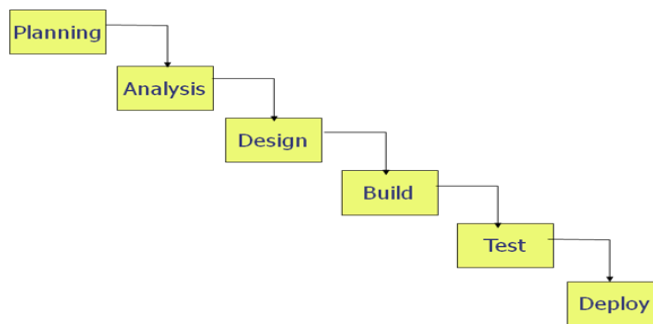 Planning
Analysis
Design
Build
Test
Deploy